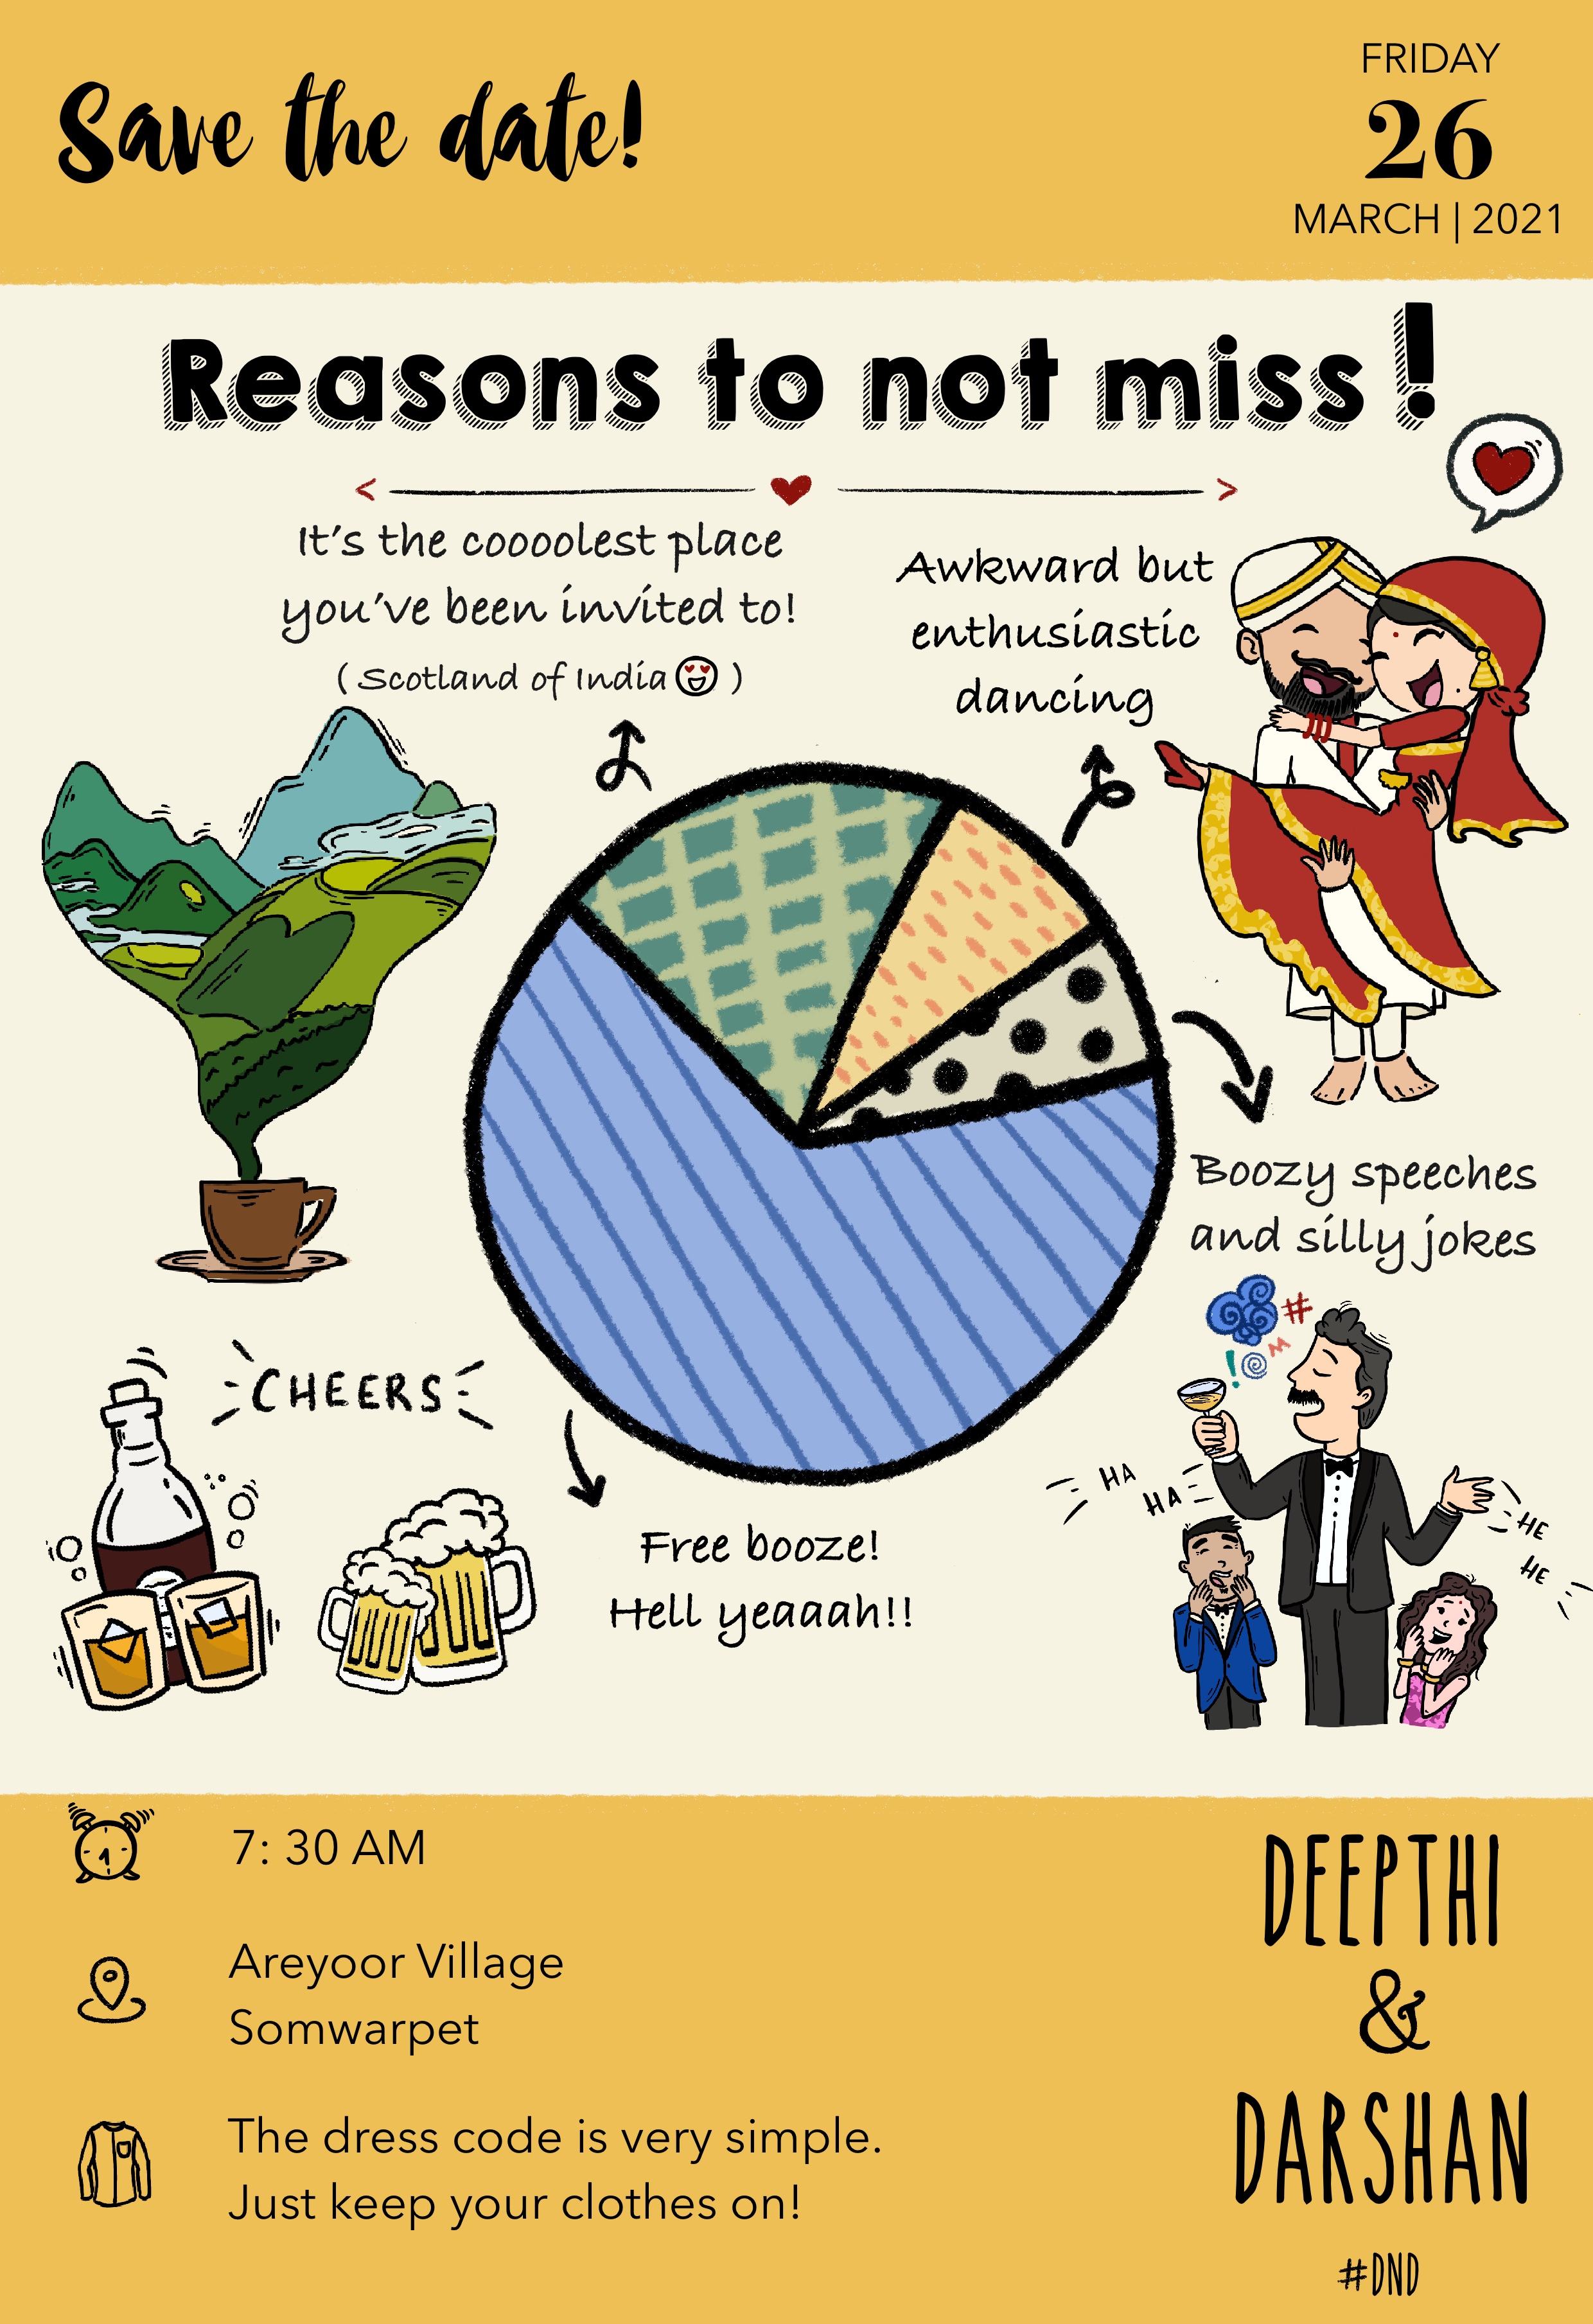 Save the date!
FRIDAY
26
MARCH | 2021
Reasons to not miss!
It's the coooolest place
you've been invited to!
( Scotland of India 😍 )
Awkward but
enthusiastic
dancing
Boozy speeches
and silly jokes
CHEERS
#
!
HA
HA
HE
HE
Free booze!
Hell yeaaah!!
7: 30 AM
Areyoor Village
Somwarpet
The dress code is very simple.
Just keep your clothes on!
DEEPTHI
&
DARSHAN
#DND